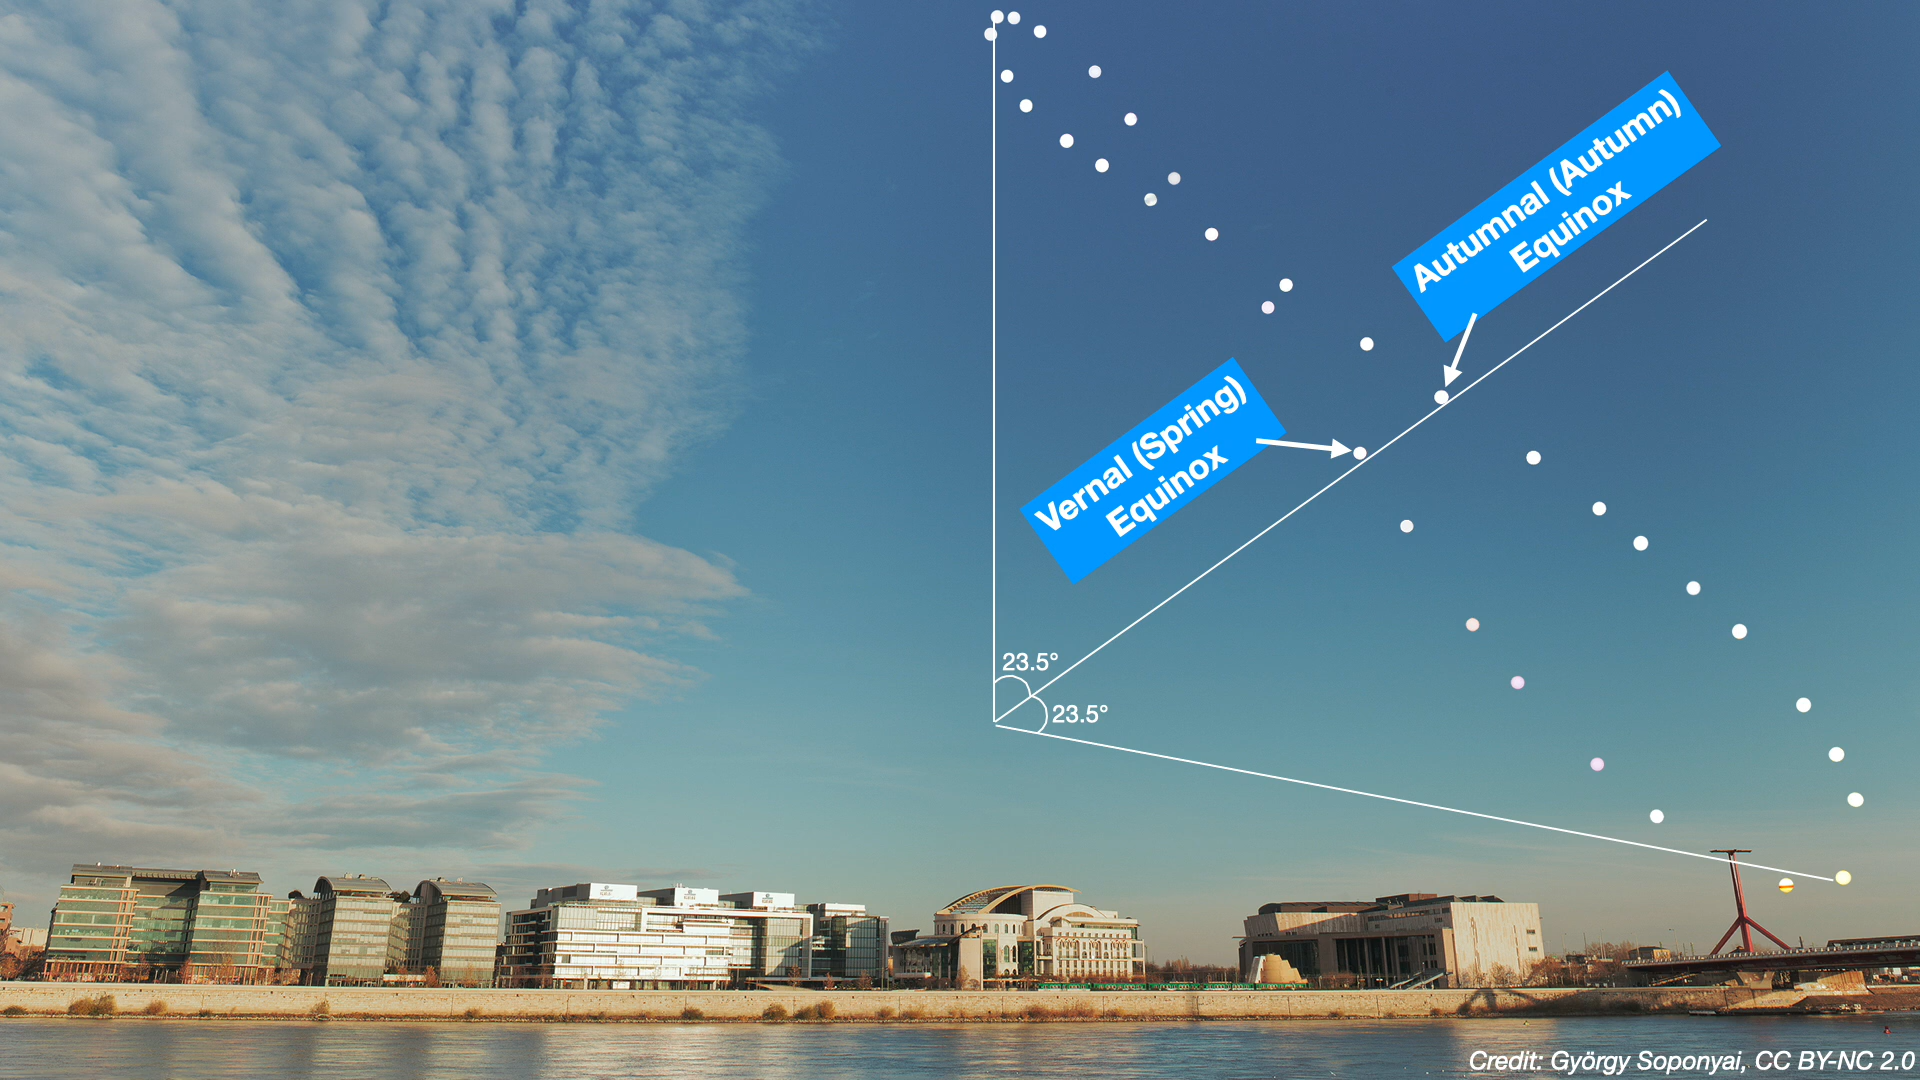 Autumnal (Autumn)
Equinox
Vernal (Spring)
Equinox
23.5°
23.5°
Credit: György Soponyai, CC BY-NC 2.0